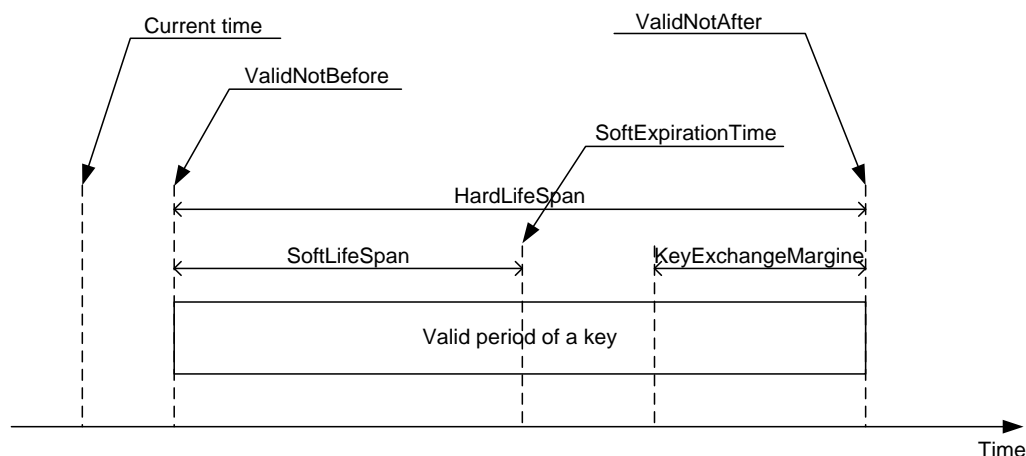 Current time
ValidNotAfter
ValidNotBefore
SoftExpirationTime
HardLifeSpan
SoftLifeSpan
KeyExchangeMargine
Valid period of a key
Time